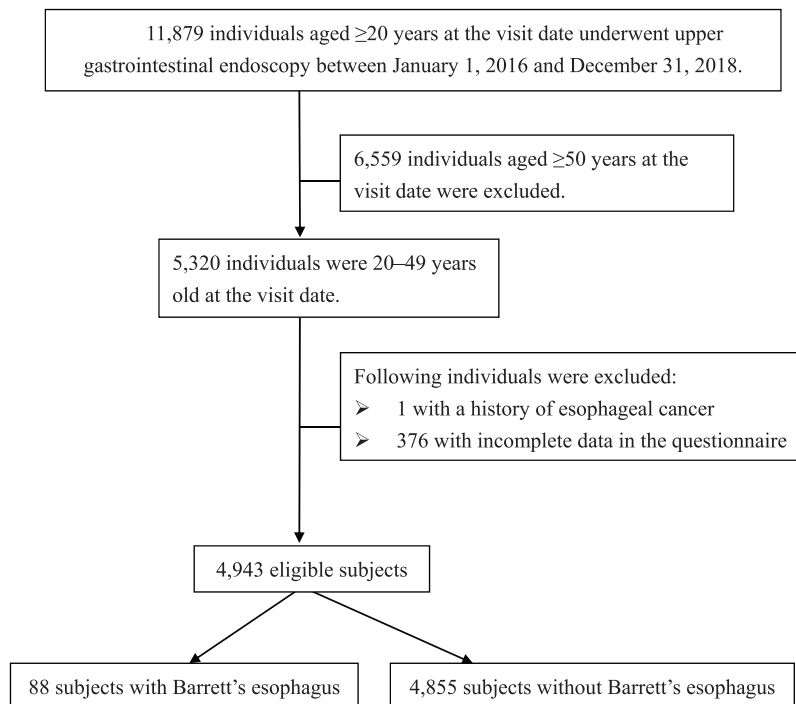 11,879 individuals aged ≥20 years at the visit date underwent upper
gastrointestinal endoscopy between January 1, 2016 and December 31, 2018.
6,559 individuals aged ≥50 years at the
visit date were excluded.
5,320 individuals were 20–49 years
old at the visit date.
Following individuals were excluded:
➢ 1 with a history of esophageal cancer
➢ 376 with incomplete data in the questionnaire
4,943 eligible subjects
88 subjects with Barrett’s esophagus
4,855 subjects without Barrett’s esophagus